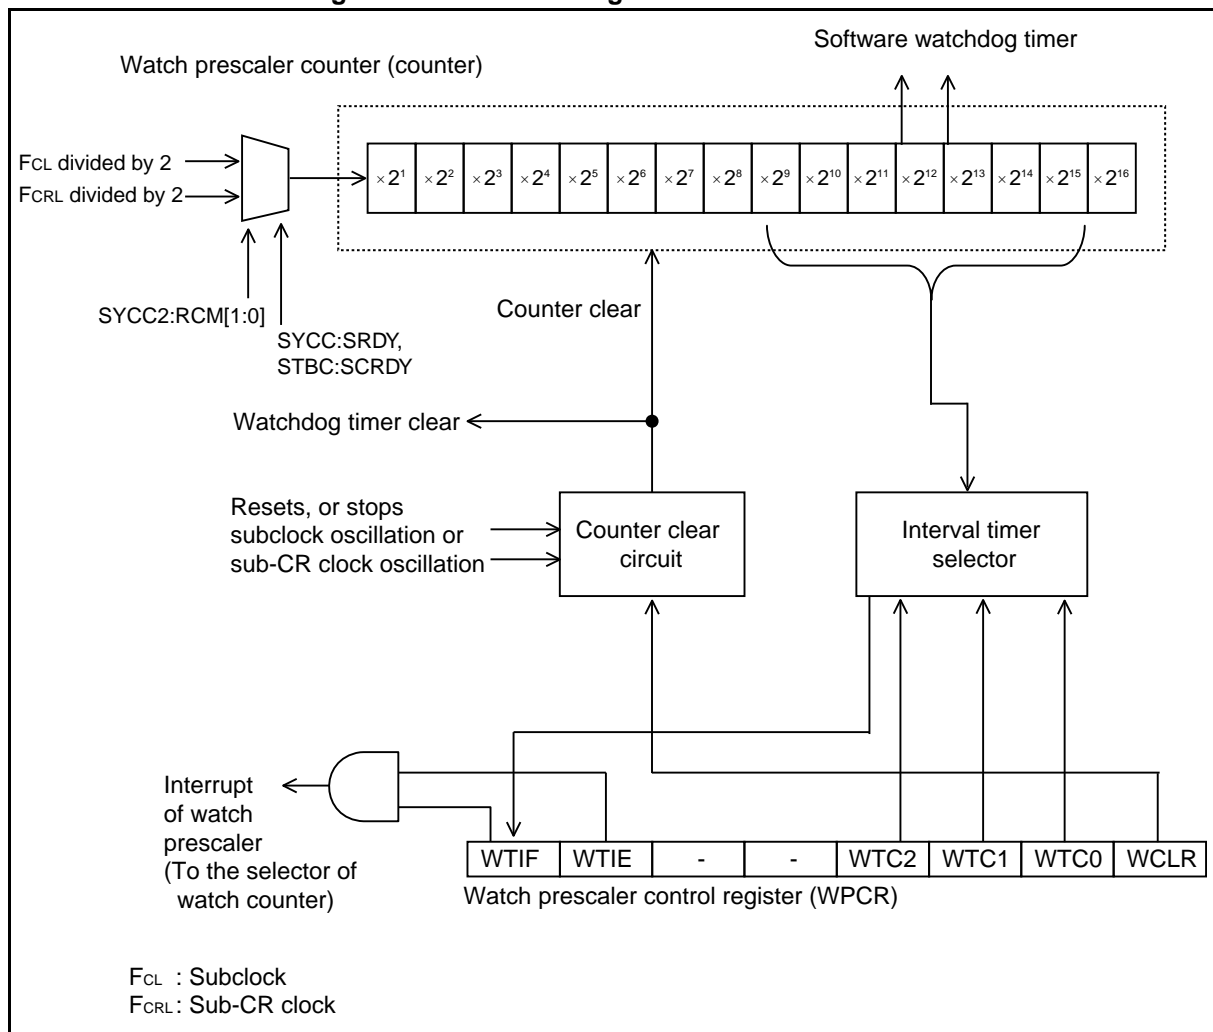 Software watchdog timer
Watch prescaler counter (counter)
FCL divided by 2
FCRL divided by 2
×2¹ ×2² ×2³ ×2⁴ ×2⁵ ×2⁶ ×2⁷ ×2⁸ ×2⁹ ×2¹⁰ ×2¹¹ ×2¹² ×2¹³ ×2¹⁴ ×2¹⁵ ×2¹⁶
SYCC2:RCM[1:0]
SYCC:SRDY,
STBC:SCRDY
Counter clear
Watchdog timer clear
Resets, or stops
subclock oscillation or
sub-CR clock oscillation
Counter clear
circuit
Interval timer
selector
Interrupt
of watch
prescaler
(To the selector of
watch counter)
WTIF WTIE - - WTC2 WTC1 WTC0 WCLR
Watch prescaler control register (WPCR)
FCL : Subclock
FCRL : Sub-CR clock